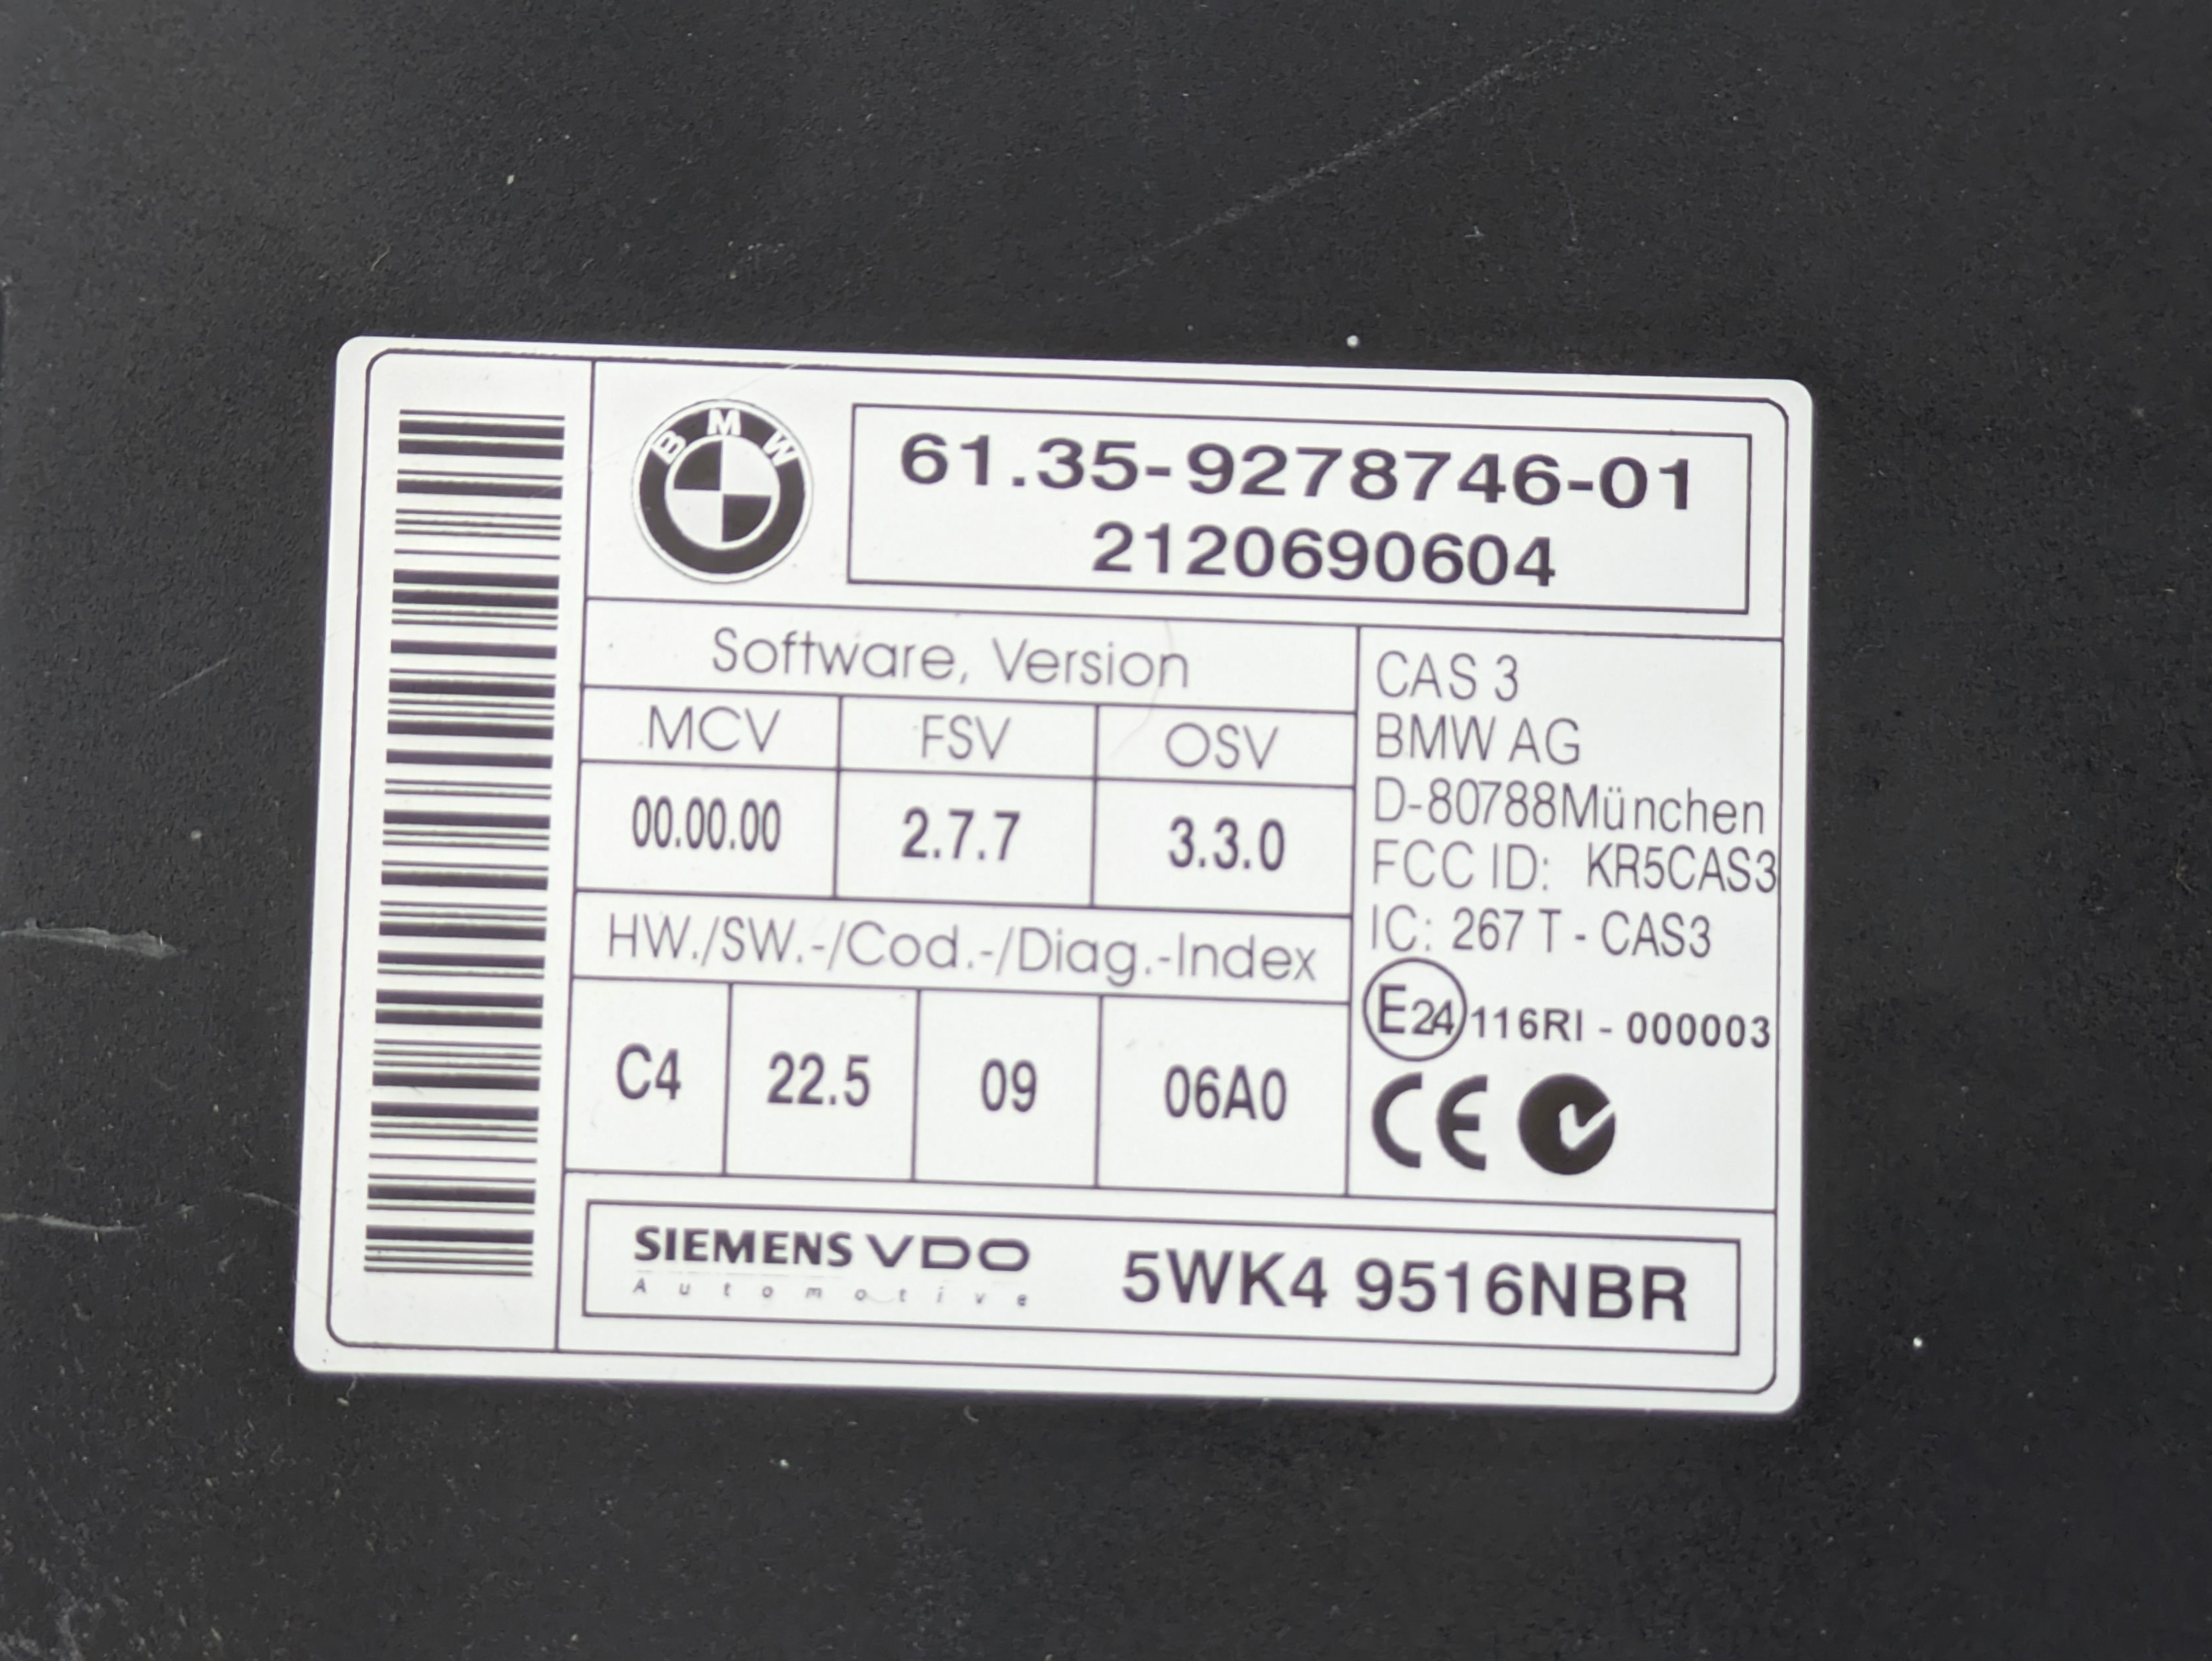 BMW
61.35-9278746-01
2120690604
Software, Version
MCV FSV OSV
00.00.00 2.7.7 3.3.0
HW./SW.-/Cod.-/Diag.-Index
C4 22.5 09 06A0
CAS 3
BMW AG
D-80788München
FCC ID: KR5CAS3
IC: 267 T - CAS3
E24 116RI - 000003
CE
SIEMENS VDO
Automotive
5WK4 9516NBR